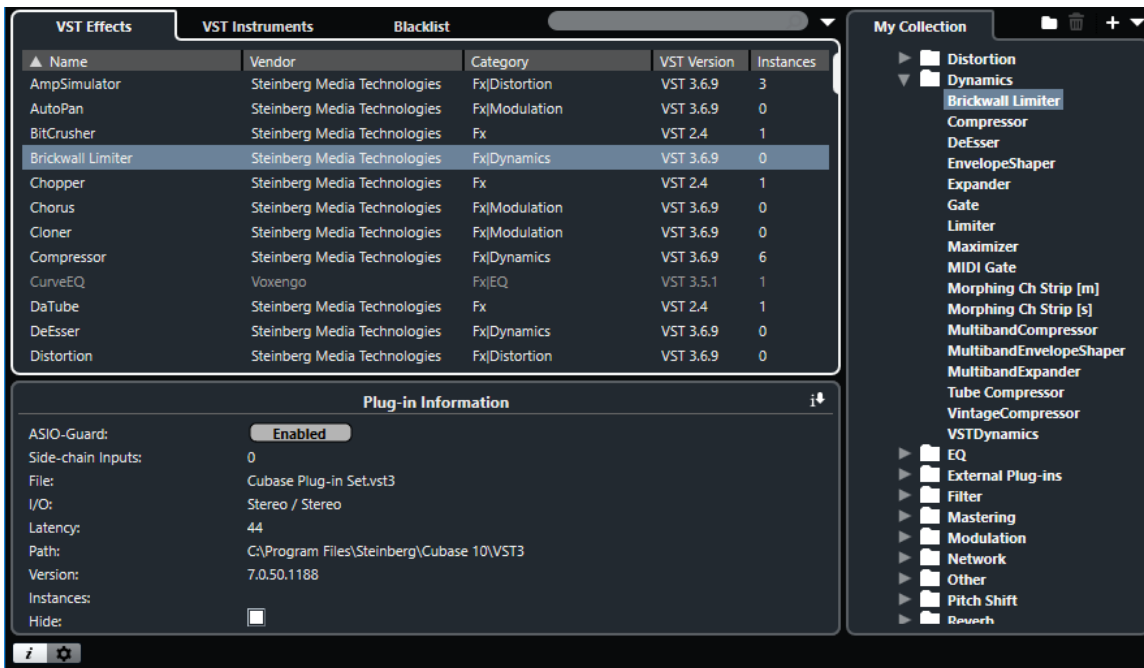 VST Effects VST Instruments Blacklist
Name Vendor Category VST Version Instances
AmpSimulator Steinberg Media Technologies Fx|Distortion VST 3.6.9 3
AutoPan Steinberg Media Technologies Fx|Modulation VST 3.6.9 0
BitCrusher Steinberg Media Technologies Fx VST 2.4 1
Brickwall Limiter Steinberg Media Technologies Fx|Dynamics VST 3.6.9 0
Chopper Steinberg Media Technologies Fx VST 2.4 1
Chorus Steinberg Media Technologies Fx|Modulation VST 3.6.9 0
Cloner Steinberg Media Technologies Fx|Modulation VST 3.6.9 0
Compressor Steinberg Media Technologies Fx|Dynamics VST 3.6.9 6
CurveEQ Voxengo Fx|EQ VST 3.5.1 1
DaTube Steinberg Media Technologies Fx VST 2.4 1
DeEsser Steinberg Media Technologies Fx|Dynamics VST 3.6.9 0
Distortion Steinberg Media Technologies Fx|Distortion VST 3.6.9 0
Plug-in Information
ASIO-Guard: Enabled
Side-chain Inputs: 0
File: Cubase Plug-in Set.vst3
I/O: Stereo / Stereo
Latency: 44
Path: C:\Program Files\Steinberg\Cubase 10\VST3
Version: 7.0.50.1188
Instances:
Hide:
My Collection
Distortion
Dynamics
Brickwall Limiter
Compressor
DeEsser
EnvelopeShaper
Expander
Gate
Limiter
Maximizer
MIDI Gate
Morphing Ch Strip [m]
Morphing Ch Strip [s]
MultibandCompressor
MultibandEnvelopeShaper
MultibandExpander
Tube Compressor
VintageCompressor
VSTDynamics
EQ
External Plug-ins
Filter
Mastering
Modulation
Network
Other
Pitch Shift
Reverb